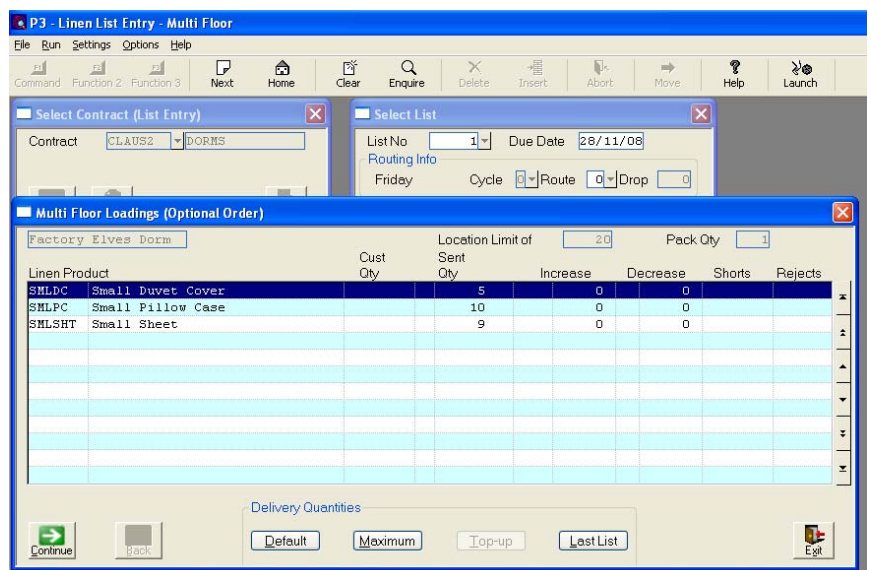 P3 - Linen List Entry - Multi Floor
File Run Settings Options Help
F1 F2 F3
Command Function 2 Function 3 Next Home Clear Enquire Delete Insert Abort Move Help Launch
Select Contract (List Entry)
Contract CLAUS2 DORMS
Select List
List No 1 Due Date 28/11/08
Routing Info
Friday Cycle 0 Route 0 Drop 0
Multi Floor Loadings (Optional Order)
Factory Elves Dorm Location Limit of 20 Pack Qty 1
Cust Sent
Linen Product Qty Qty Increase Decrease Shorts Rejects
SMLDC Small Duvet Cover 5 0 0
SMLPC Small Pillow Case 10 0 0
SMLSHT Small Sheet 9 0 0
Delivery Quantities
Continue Back Default Maximum Top-up Last List Exit